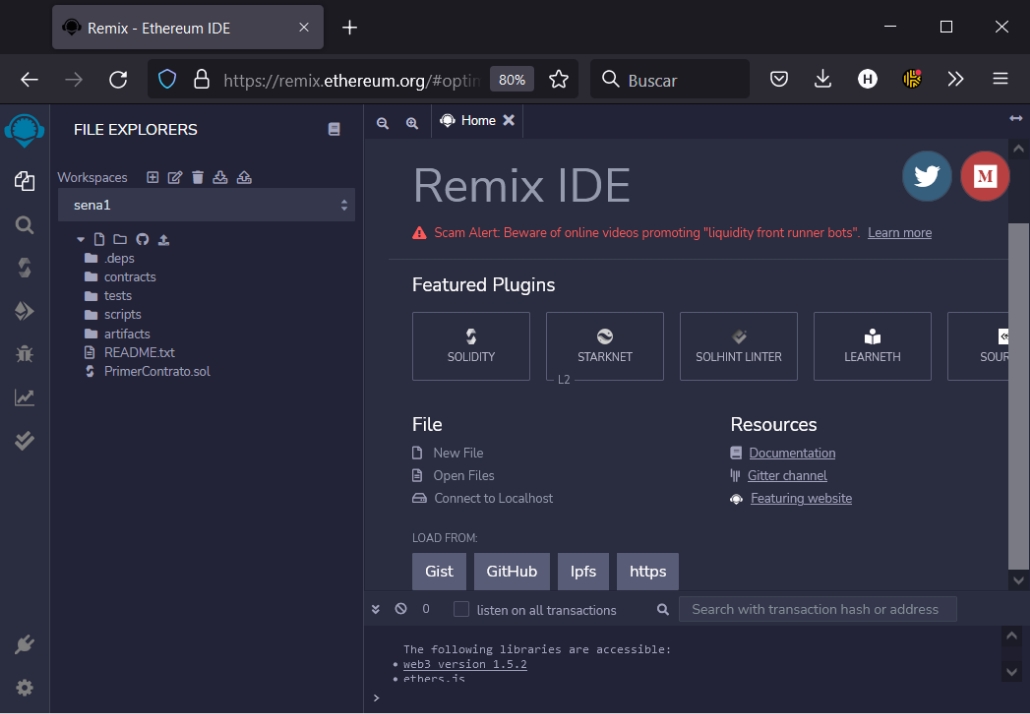 Remix - Ethereum IDE
https://remix.ethereum.org/#optim
80%
Buscar
H
FILE EXPLORERS
Home
Workspaces
sena1
.deps
contracts
tests
scripts
artifacts
README.txt
PrimerContrato.sol
Remix IDE
M
Scam Alert: Beware of online videos promoting "liquidity front runner bots". Learn more
Featured Plugins
SOLIDITY
STARKNET
L2
SOLHINT LINTER
LEARNETH
SOUR
File
New File
Open Files
Connect to Localhost
Resources
Documentation
Gitter channel
Featuring website
LOAD FROM:
Gist
GitHub
Ipfs
https
0
listen on all transactions
Search with transaction hash or address
The following libraries are accessible:
• web3 version 1.5.2
• ethers.js
>